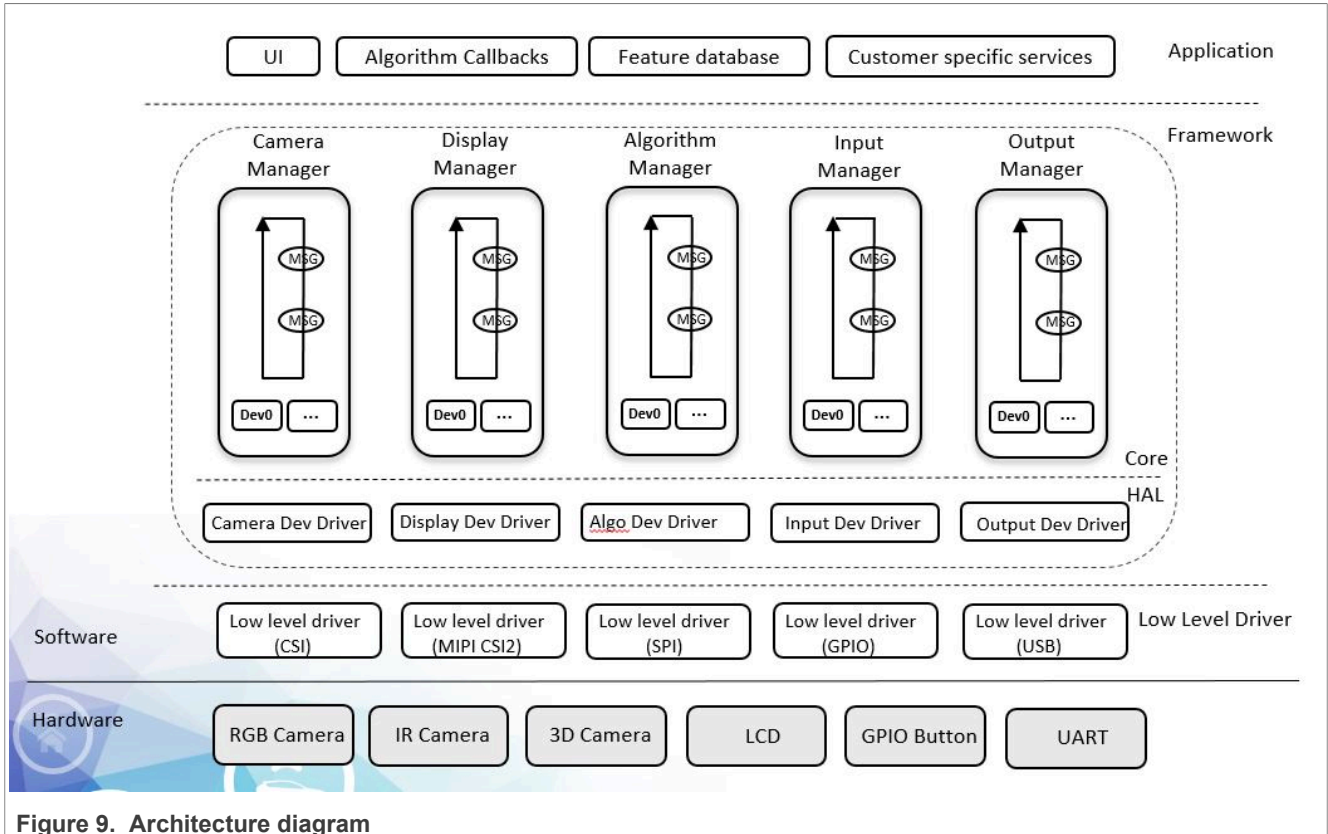 UI
Algorithm Callbacks
Feature database
Customer specific services
Application
Framework
Camera
Manager
Display
Manager
Algorithm
Manager
Input
Manager
Output
Manager
MSG
MSG
MSG
MSG
MSG
MSG
MSG
MSG
MSG
MSG
Dev0
...
Dev0
...
Dev0
...
Dev0
...
Dev0
...
Core
HAL
Camera Dev Driver
Display Dev Driver
Algo Dev Driver
Input Dev Driver
Output Dev Driver
Software
Low level driver
(CSI)
Low level driver
(MIPI CSI2)
Low level driver
(SPI)
Low level driver
(GPIO)
Low level driver
(USB)
Low Level Driver
Hardware
RGB Camera
IR Camera
3D Camera
LCD
GPIO Button
UART
Figure 9. Architecture diagram